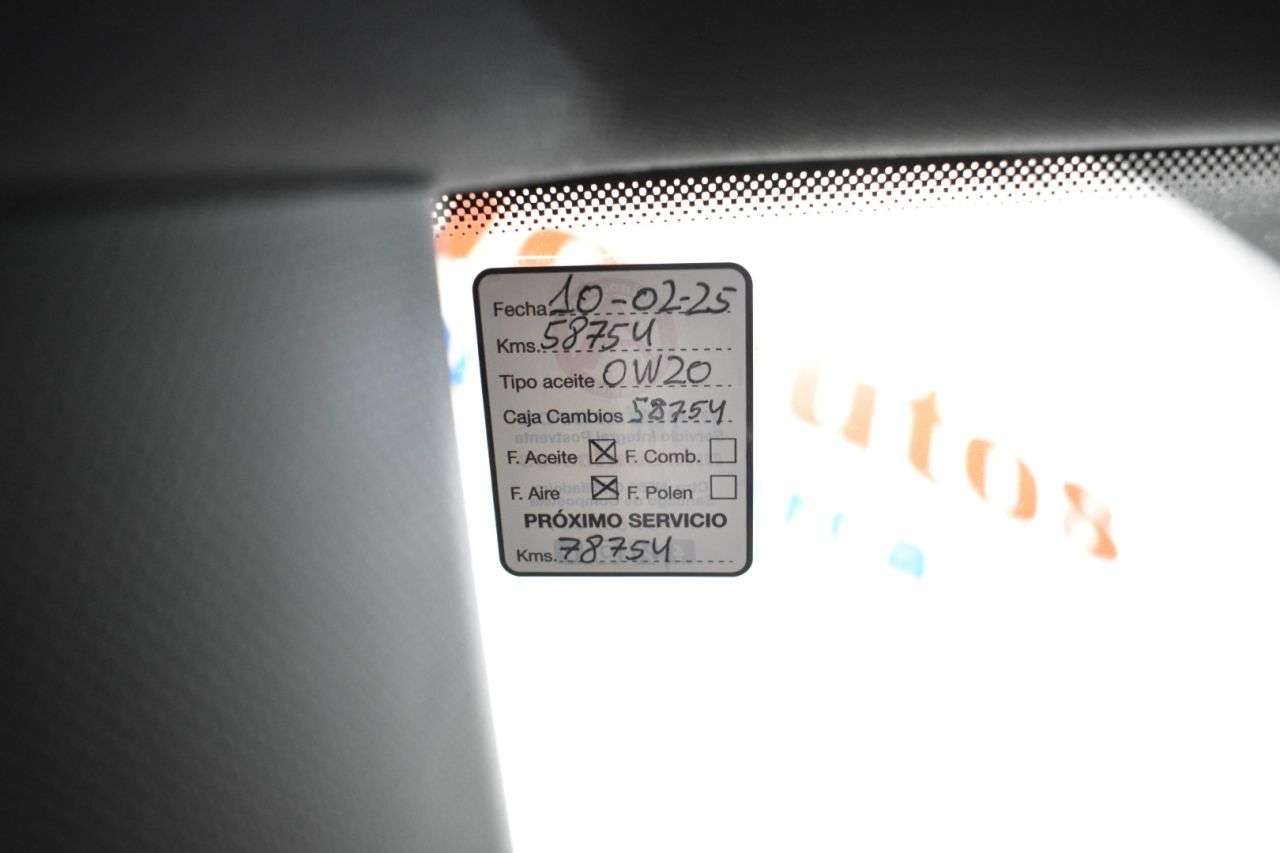 Fecha 10-02-25
Kms. 58754
Tipo aceite 0W20
Caja Cambios 58754
F. Aceite ☒ F. Comb. ☐
F. Aire ☒ F. Polen ☐
PRÓXIMO SERVICIO
Kms. 78754
utos